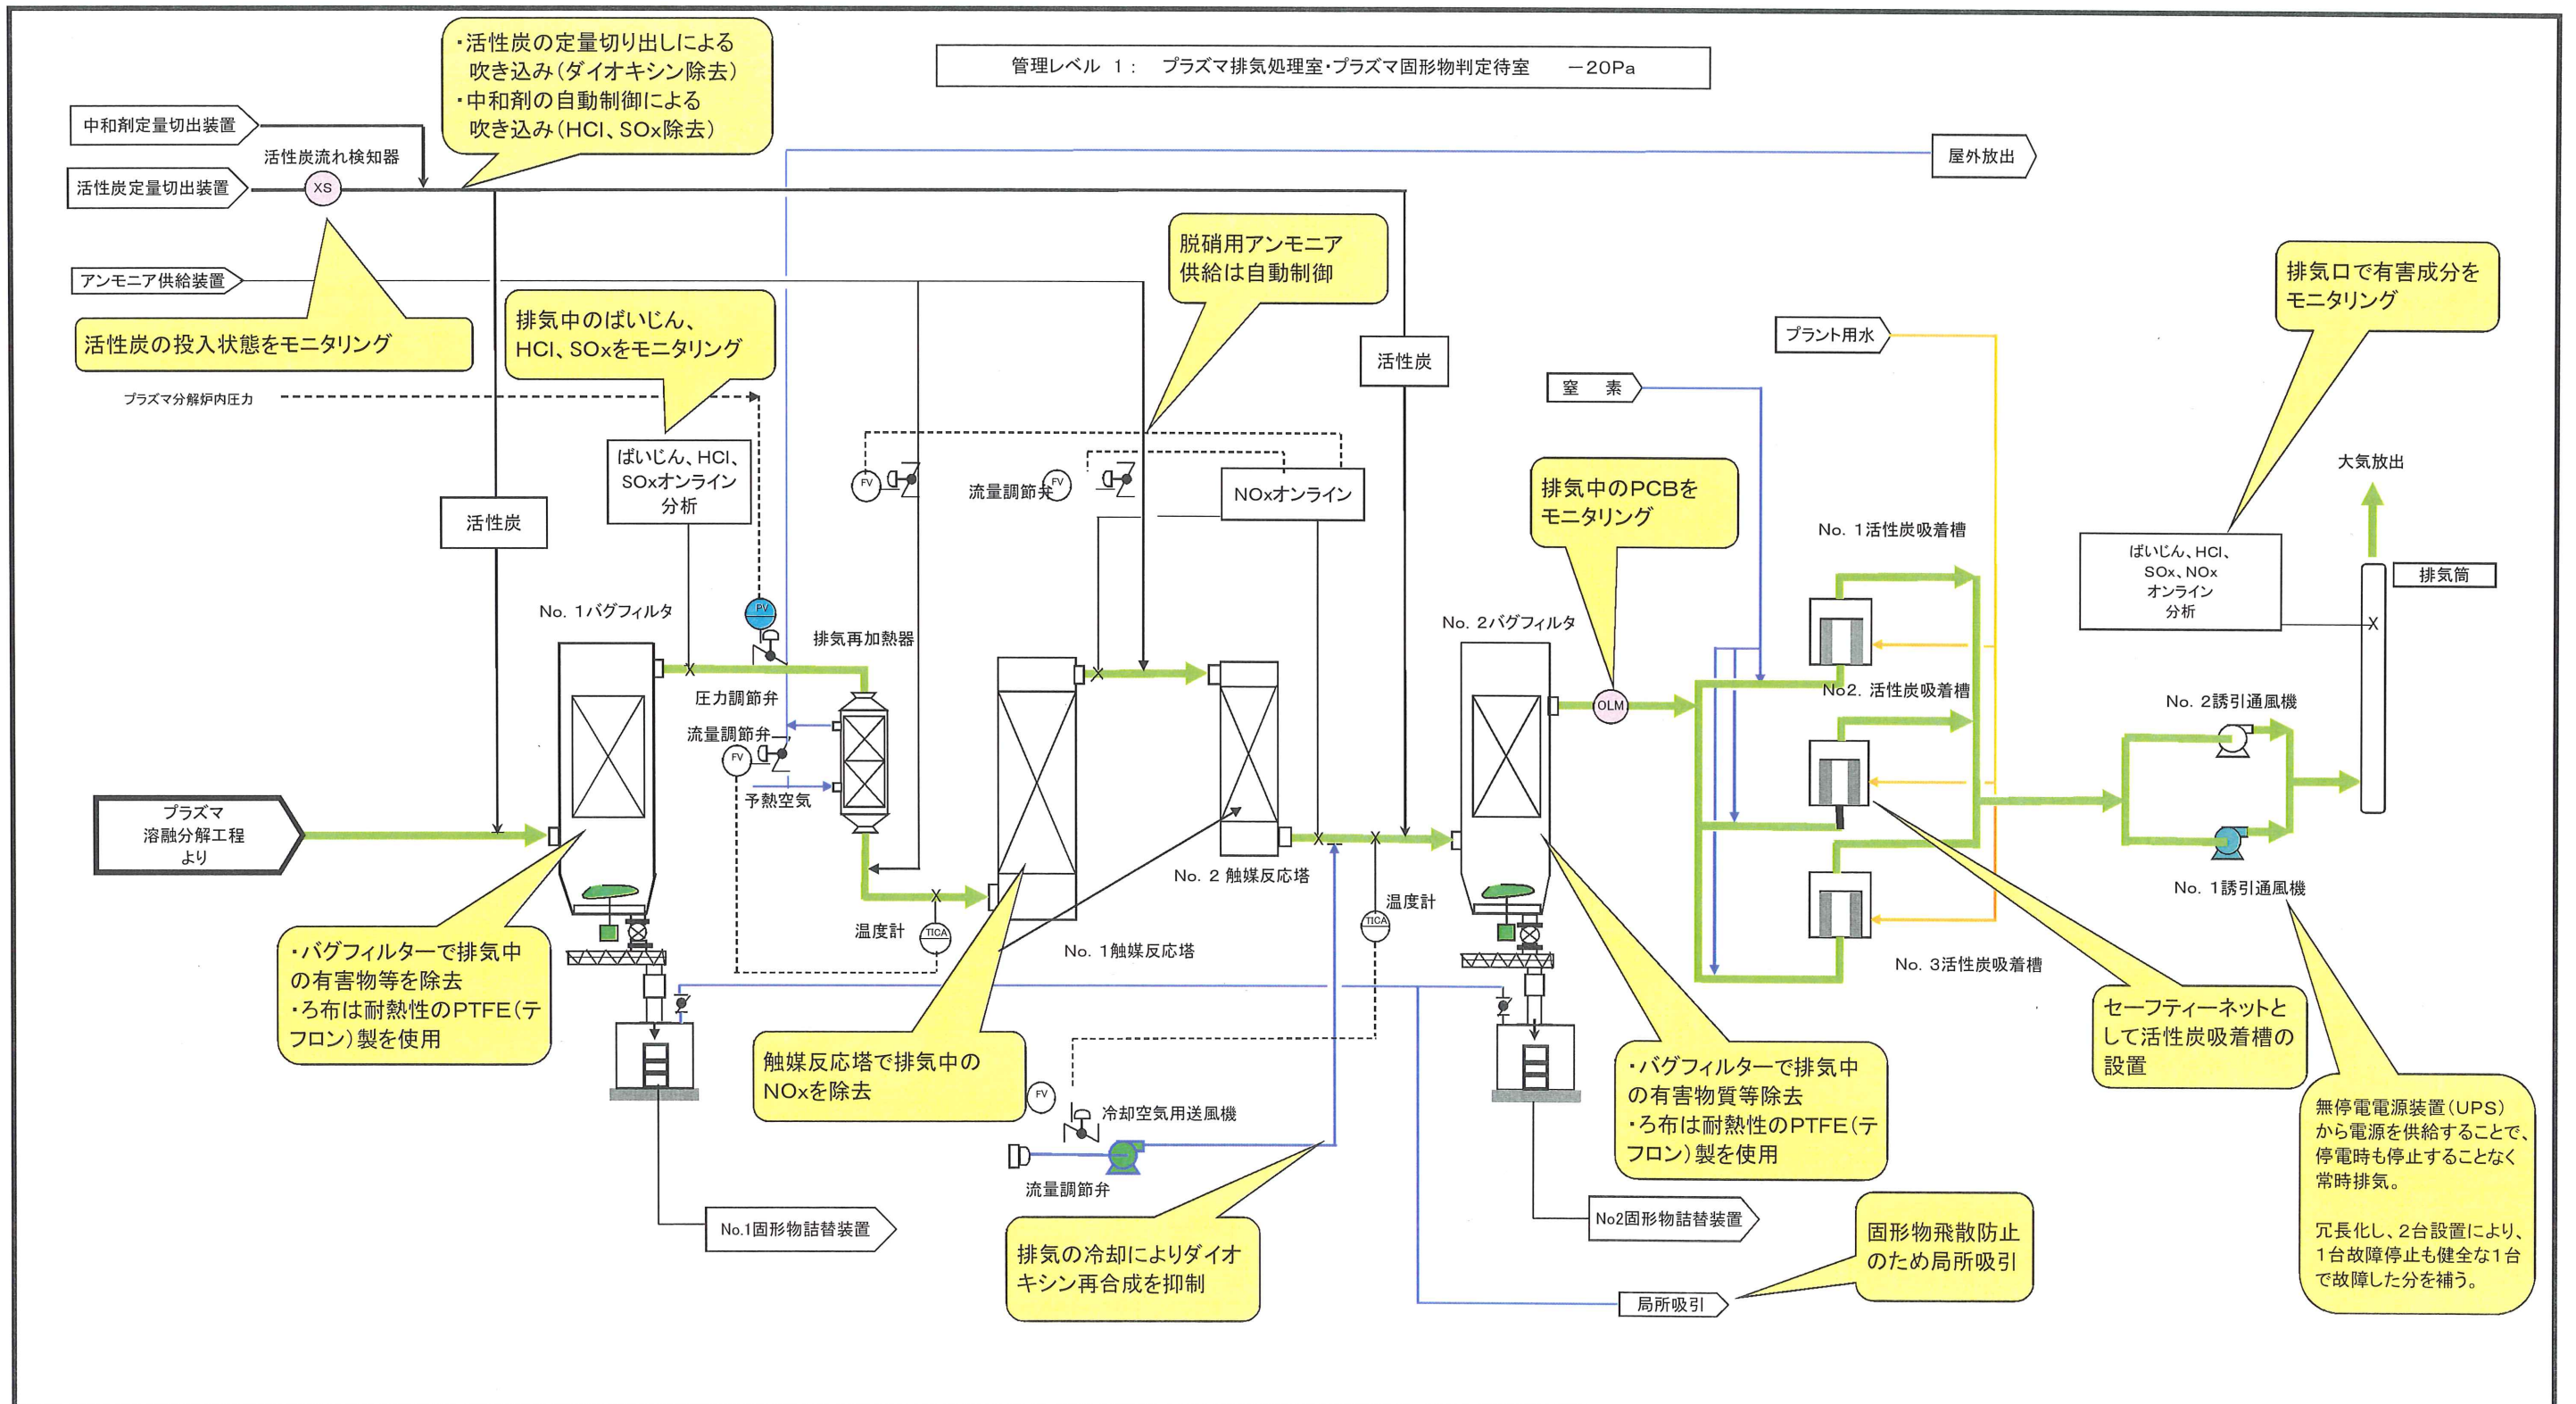 管理レベル 1： プラズマ排気処理室・プラズマ固形物判定待室 －20Pa
・活性炭の定量切り出しによる
吹き込み（ダイオキシン除去）
・中和剤の自動制御による
吹き込み（HCl、SOx除去）
中和剤定量切出装置
活性炭流れ検知器
活性炭定量切出装置
XS
屋外放出
アンモニア供給装置
活性炭の投入状態をモニタリング
排気中のばいじん、
HCl、SOxをモニタリング
脱硝用アンモニア
供給は自動制御
排気口で有害成分を
モニタリング
プラント用水
活性炭
窒 素
プラズマ分解炉内圧力
ばいじん、HCl、
SOxオンライン
分析
FV
流量調節弁
FV
NOxオンライン
排気中のPCBを
モニタリング
大気放出
活性炭
No. 1活性炭吸着槽
ばいじん、HCl、
SOx、NOx
オンライン
分析
排気筒
X
No. 1バグフィルタ
PV
排気再加熱器
No. 2バグフィルタ
X
X
圧力調節弁
OLM
No2. 活性炭吸着槽
No. 2誘引通風機
流量調節弁
FV
予熱空気
プラズマ
溶融分解工程
より
X
X
No. 2 触媒反応塔
No. 1誘引通風機
X
温度計
TICA
温度計
TICA
No. 1触媒反応塔
No. 3活性炭吸着槽
・バグフィルターで排気中
の有害物等を除去
・ろ布は耐熱性のPTFE（テ
フロン）製を使用
触媒反応塔で排気中の
NOxを除去
FV
冷却空気用送風機
流量調節弁
・バグフィルターで排気中
の有害物質等除去
・ろ布は耐熱性のPTFE（テ
フロン）製を使用
セーフティーネットと
して活性炭吸着槽の
設置
無停電電源装置（UPS）
から電源を供給することで、
停電時も停止することなく
常時排気。
冗長化し、2台設置により、
1台故障停止も健全な1台
で故障した分を補う。
No.1固形物詰替装置
No2固形物詰替装置
排気の冷却によりダイオ
キシン再合成を抑制
固形物飛散防止
のため局所吸引
局所吸引